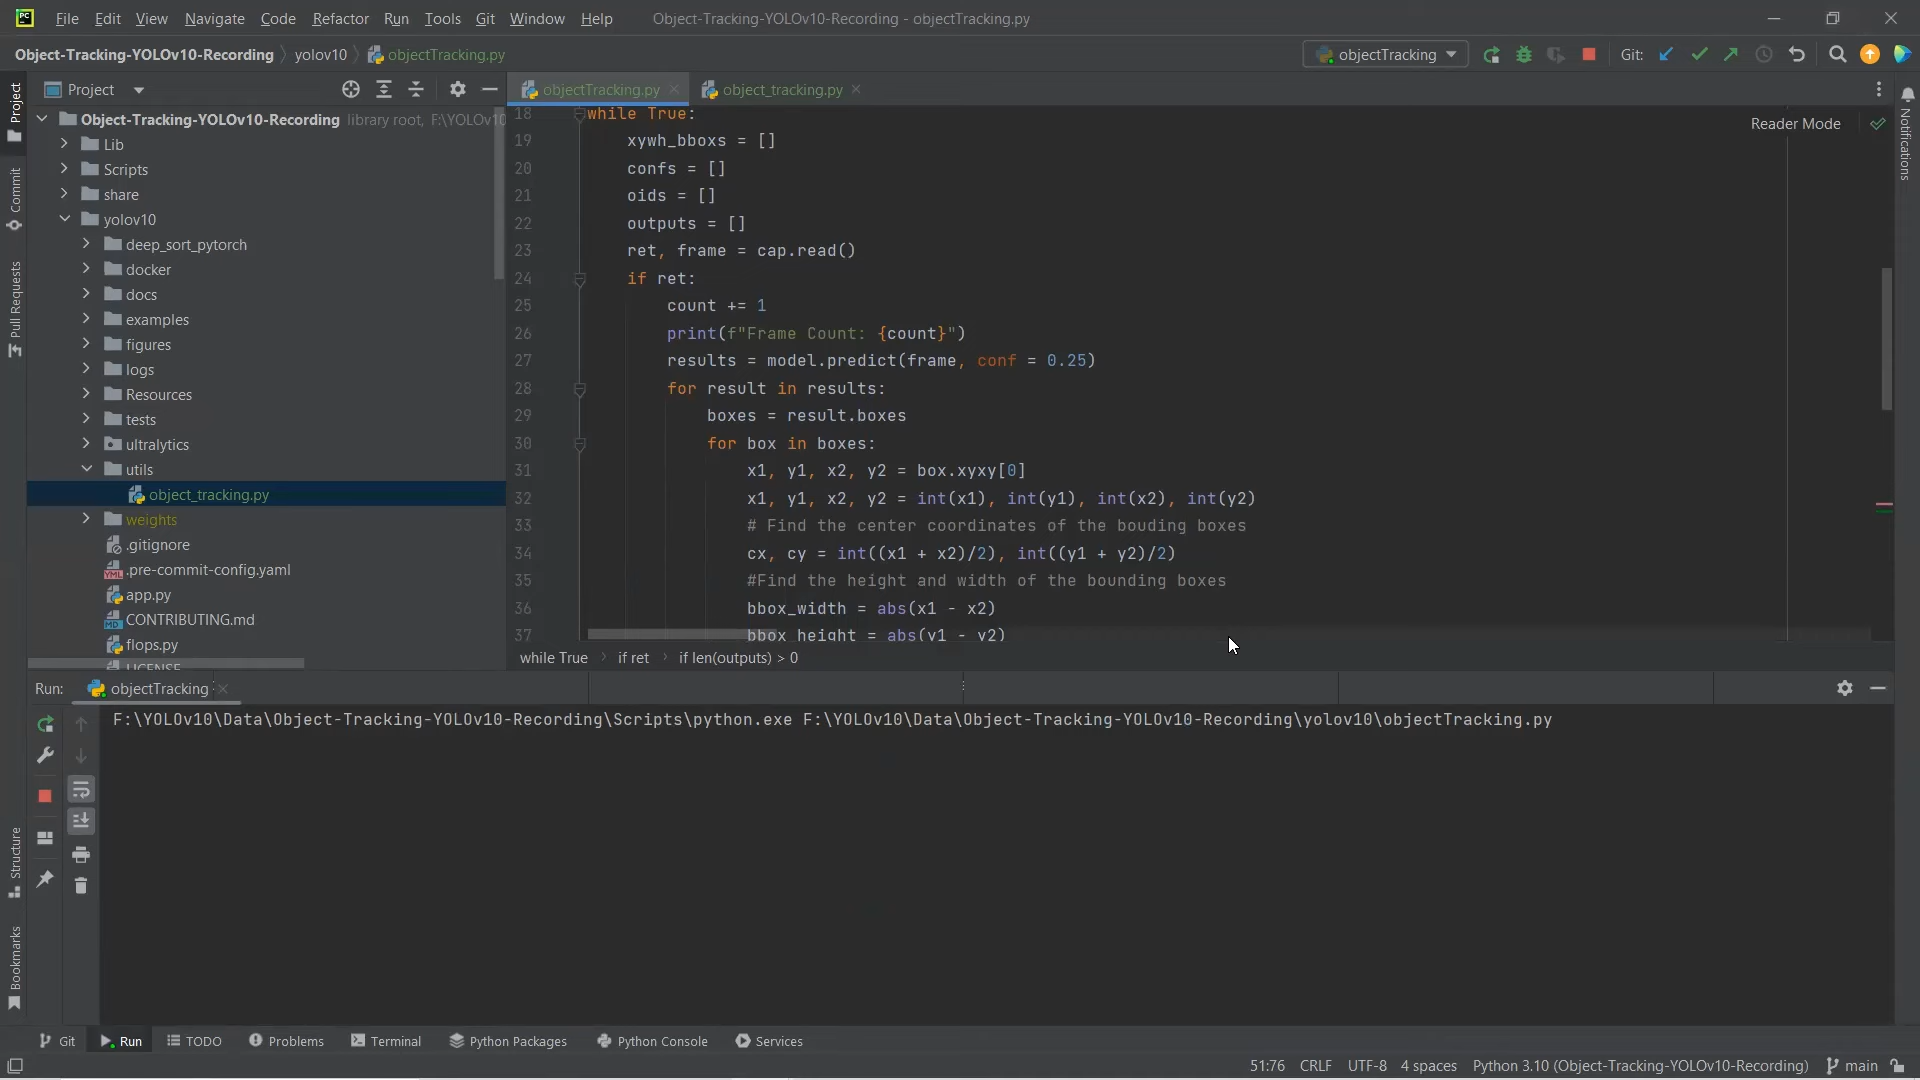 File Edit View Navigate Code Refactor Run Tools Git Window Help Object-Tracking-YOLOv10-Recording - objectTracking.py
Object-Tracking-YOLOv10-Recording yolov10 objectTracking.py objectTracking Git:
Project
Commit
Pull Requests
Structure
Bookmarks
Notifications
Project
Object-Tracking-YOLOv10-Recording library root, F:\YOLOv10
Lib
Scripts
share
yolov10
deep_sort_pytorch
docker
docs
examples
figures
logs
Resources
tests
ultralytics
utils
object_tracking.py
weights
.gitignore
.pre-commit-config.yaml
app.py
CONTRIBUTING.md
flops.py
LICENSE
objectTracking.py object_tracking.py
Reader Mode
18 while True:
19 xywh_bboxs = []
20 confs = []
21 oids = []
22 outputs = []
23 ret, frame = cap.read()
24 if ret:
25 count += 1
26 print(f"Frame Count: {count}")
27 results = model.predict(frame, conf = 0.25)
28 for result in results:
29 boxes = result.boxes
30 for box in boxes:
31 x1, y1, x2, y2 = box.xyxy[0]
32 x1, y1, x2, y2 = int(x1), int(y1), int(x2), int(y2)
33 # Find the center coordinates of the bouding boxes
34 cx, cy = int((x1 + x2)/2), int((y1 + y2)/2)
35 #Find the height and width of the bounding boxes
36 bbox_width = abs(x1 - x2)
37 bbox_height = abs(y1 - y2)
while True if ret if len(outputs) > 0
Run: objectTracking
F:\YOLOv10\Data\Object-Tracking-YOLOv10-Recording\Scripts\python.exe F:\YOLOv10\Data\Object-Tracking-YOLOv10-Recording\yolov10\objectTracking.py
Git Run TODO Problems Terminal Python Packages Python Console Services
51:76 CRLF UTF-8 4 spaces Python 3.10 (Object-Tracking-YOLOv10-Recording) main